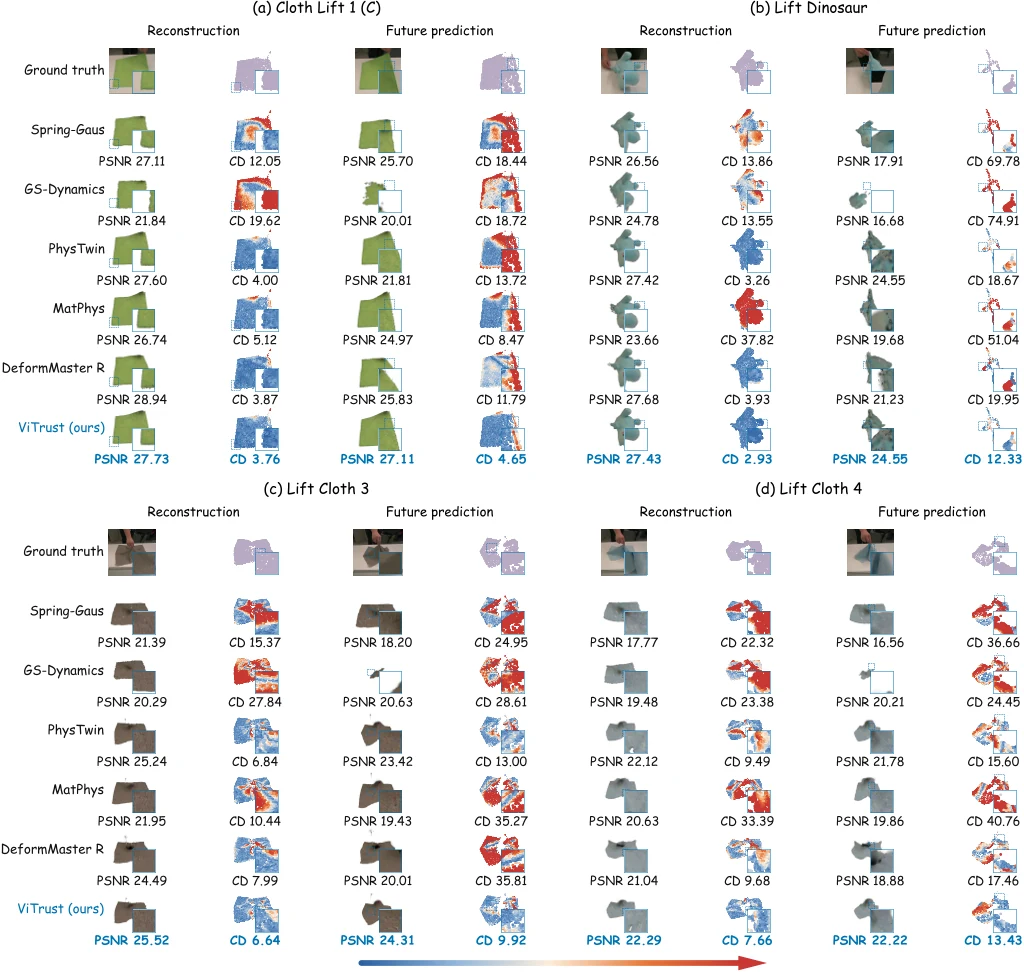 (a) Cloth Lift 1 (C)
(b) Lift Dinosaur
Reconstruction
Future prediction
Reconstruction
Future prediction
Ground truth
Spring-Gaus
PSNR 27.11
CD 12.05
PSNR 25.70
CD 18.44
PSNR 26.56
CD 13.86
PSNR 17.91
CD 69.78
GS-Dynamics
PSNR 21.84
CD 19.62
PSNR 20.01
CD 18.72
PSNR 24.78
CD 13.55
PSNR 16.68
CD 74.91
PhysTwin
PSNR 27.60
CD 4.00
PSNR 21.81
CD 13.72
PSNR 27.42
CD 3.26
PSNR 24.55
CD 18.67
MatPhys
PSNR 26.74
CD 5.12
PSNR 24.97
CD 8.47
PSNR 23.66
CD 37.82
PSNR 19.68
CD 51.04
DeformMaster R
PSNR 28.94
CD 3.87
PSNR 25.83
CD 11.79
PSNR 27.68
CD 3.93
PSNR 21.23
CD 19.95
ViTrust (ours)
PSNR 27.73
CD 3.76
PSNR 27.11
CD 4.65
PSNR 27.43
CD 2.93
PSNR 24.55
CD 12.33
(c) Lift Cloth 3
(d) Lift Cloth 4
Reconstruction
Future prediction
Reconstruction
Future prediction
Ground truth
Spring-Gaus
PSNR 21.39
CD 15.37
PSNR 18.20
CD 24.95
PSNR 17.77
CD 22.32
PSNR 16.56
CD 36.66
GS-Dynamics
PSNR 20.29
CD 27.84
PSNR 20.63
CD 28.61
PSNR 19.48
CD 23.38
PSNR 20.21
CD 24.45
PhysTwin
PSNR 25.24
CD 6.84
PSNR 23.42
CD 13.00
PSNR 22.12
CD 9.49
PSNR 21.78
CD 15.60
MatPhys
PSNR 21.95
CD 10.44
PSNR 19.43
CD 35.27
PSNR 20.63
CD 33.39
PSNR 19.86
CD 40.76
DeformMaster R
PSNR 24.49
CD 7.99
PSNR 20.01
CD 35.81
PSNR 21.04
CD 9.68
PSNR 18.88
CD 17.46
ViTrust (ours)
PSNR 25.52
CD 6.64
PSNR 24.31
CD 9.92
PSNR 22.29
CD 7.66
PSNR 22.22
CD 13.43